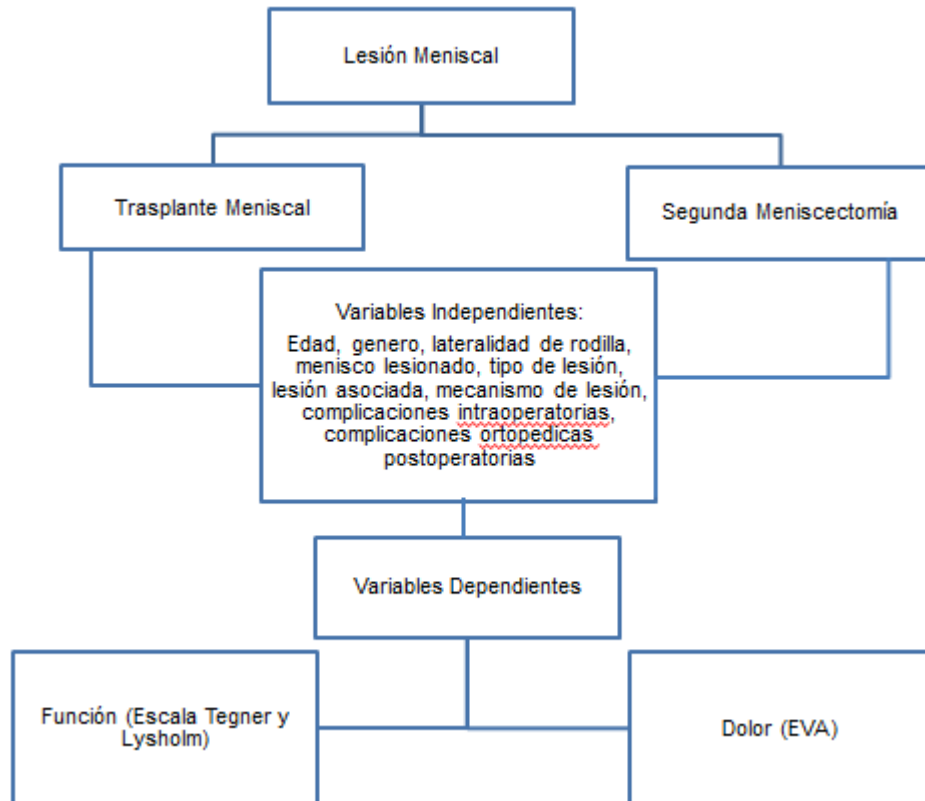 Lesión Meniscal
Trasplante Meniscal
Segunda Meniscectomía
Variables Independientes:
Edad, genero, lateralidad de rodilla,
menisco lesionado, tipo de lesión,
lesión asociada, mecanismo de lesión,
complicaciones intraoperatorias,
complicaciones ortopedicas
postoperatorias
Variables Dependientes
Función (Escala Tegner y
Lysholm)
Dolor (EVA)